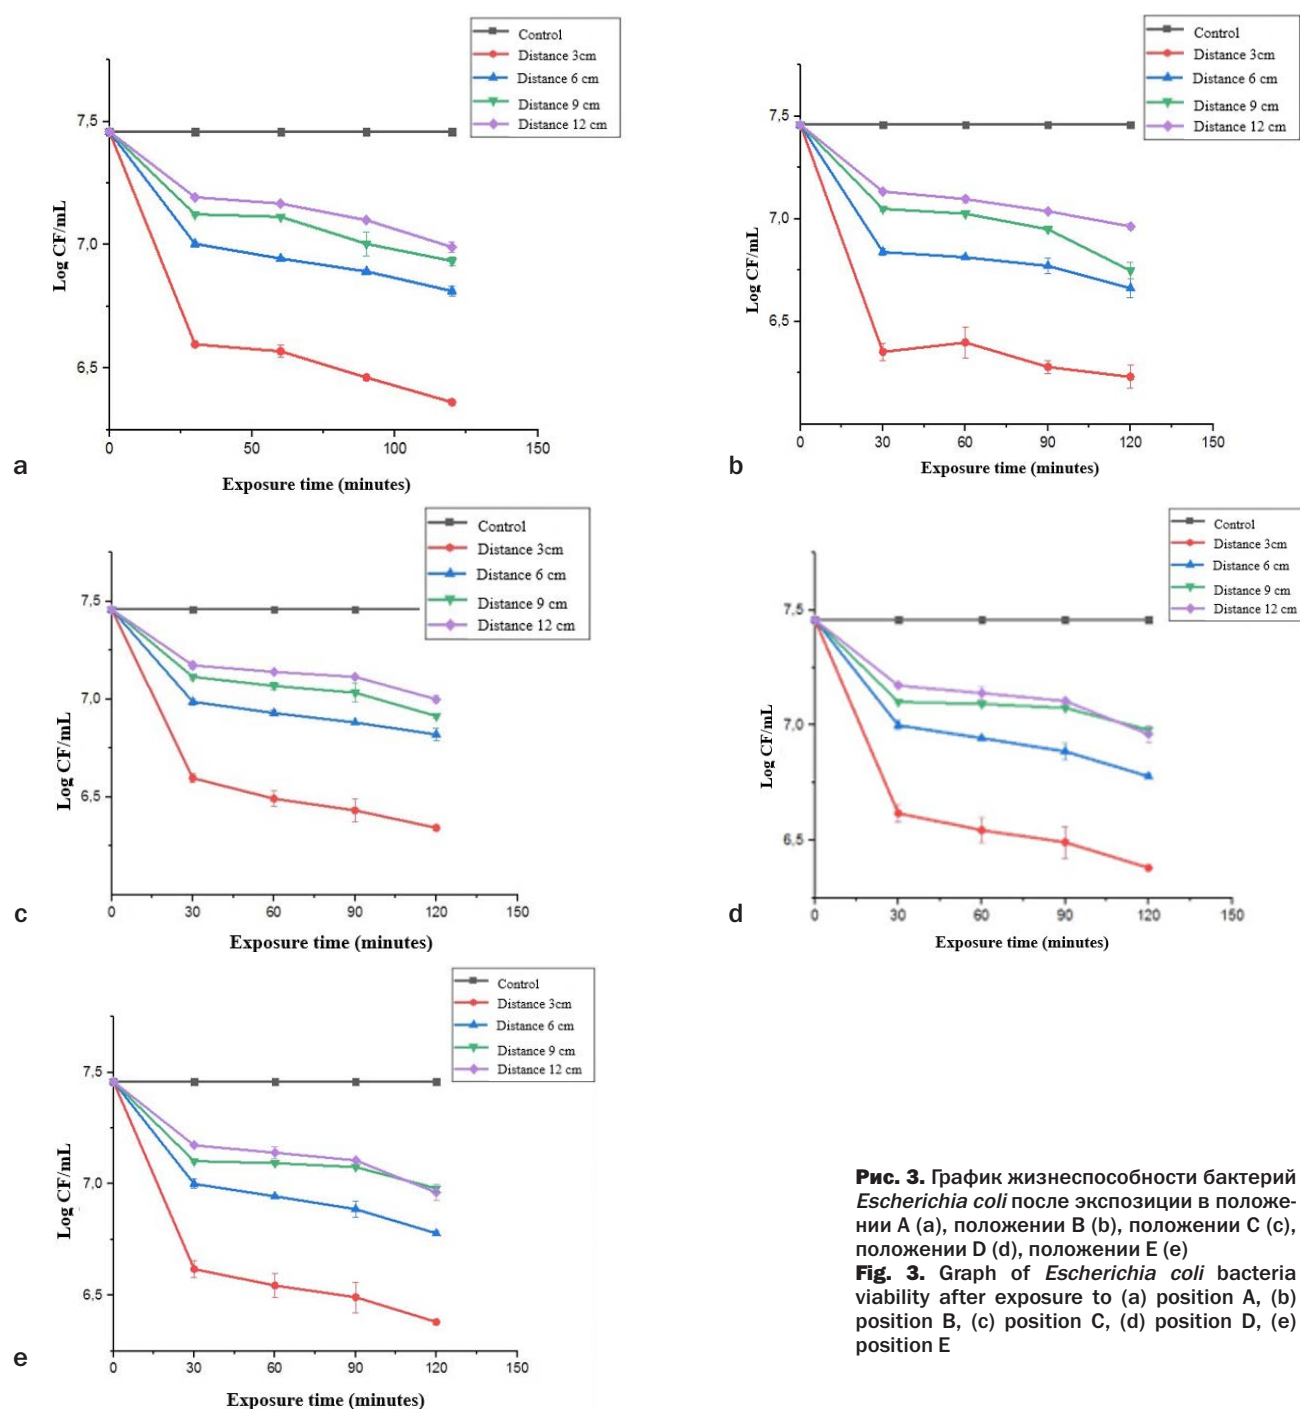 Control
Distance 3cm
Distance 6 cm
Distance 9 cm
Distance 12 cm
7,5
7,0
6,5
Log CF/mL
0
50
100
150
Exposure time (minutes)
a
Control
Distance 3cm
Distance 6 cm
Distance 9 cm
Distance 12 cm
7,5
7,0
6,5
Log CF/mL
0
30
60
90
120
150
Exposure time (minutes)
b
Control
Distance 3cm
Distance 6 cm
Distance 9 cm
Distance 12 cm
7,5
7,0
6,5
Log CF/mL
0
30
60
90
120
150
Exposure time (minutes)
c
Control
Distance 3cm
Distance 6 cm
Distance 9 cm
Distance 12 cm
7,5
7,0
6,5
Log CF/mL
0
30
60
90
120
150
Exposure time (minutes)
d
Control
Distance 3cm
Distance 6 cm
Distance 9 cm
Distance 12 cm
7,5
7,0
6,5
Log CF/mL
0
30
60
90
120
150
Exposure time (minutes)
e
Рис. 3. График жизнеспособности бактерий
Escherichia coli после экспозиции в положе-
нии А (а), положении В (b), положении С (с),
положении D (d), положении Е (е)
Fig. 3. Graph of Escherichia coli bacteria
viability after exposure to (a) position A, (b)
position B, (c) position C, (d) position D, (e)
position E